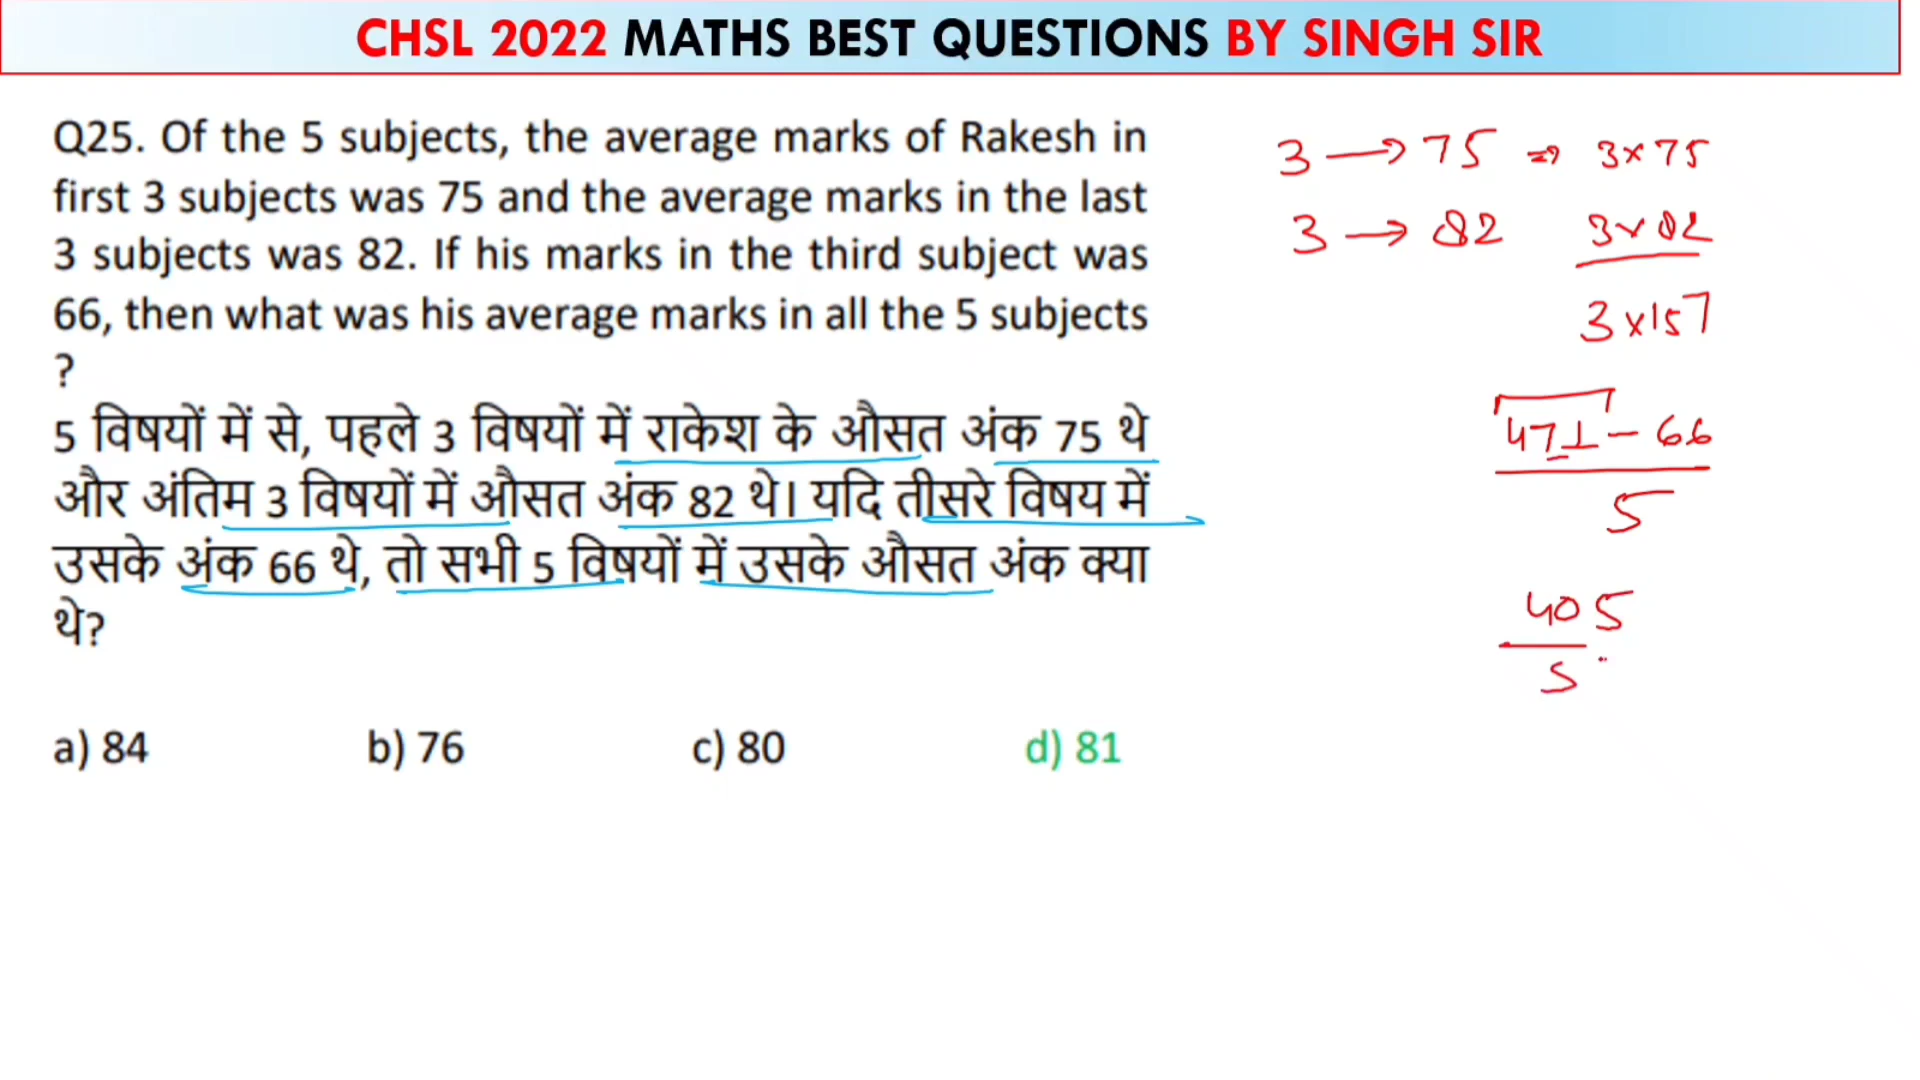 CHSL 2022 MATHS BEST QUESTIONS BY SINGH SIR
Q25. Of the 5 subjects, the average marks of Rakesh in
first 3 subjects was 75 and the average marks in the last
3 subjects was 82. If his marks in the third subject was
66, then what was his average marks in all the 5 subjects
?
5 विषयों में से, पहले 3 विषयों में राकेश के औसत अंक 75 थे
और अंतिम 3 विषयों में औसत अंक 82 थे। यदि तीसरे विषय में
उसके अंक 66 थे, तो सभी 5 विषयों में उसके औसत अंक क्या
थे?
a) 84 b) 76 c) 80 d) 81
3 → 75 ⇒ 3×75
3 → 82 3×82
3×157
471 - 66
5
405
5